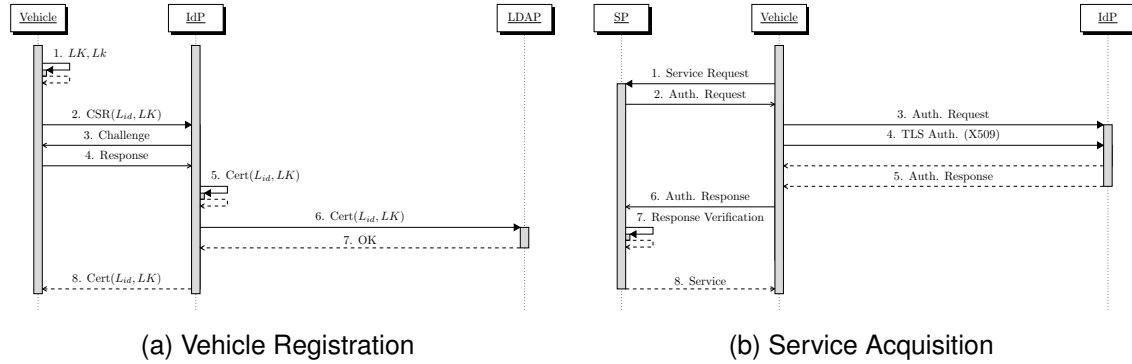 Vehicle
IdP
LDAP
1. LK, Lk
2. CSR(L_id, LK)
3. Challenge
4. Response
5. Cert(L_id, LK)
6. Cert(L_id, LK)
7. OK
8. Cert(L_id, LK)
(a) Vehicle Registration
SP
Vehicle
IdP
1. Service Request
2. Auth. Request
3. Auth. Request
4. TLS Auth. (X509)
5. Auth. Response
6. Auth. Response
7. Response Verification
8. Service
(b) Service Acquisition